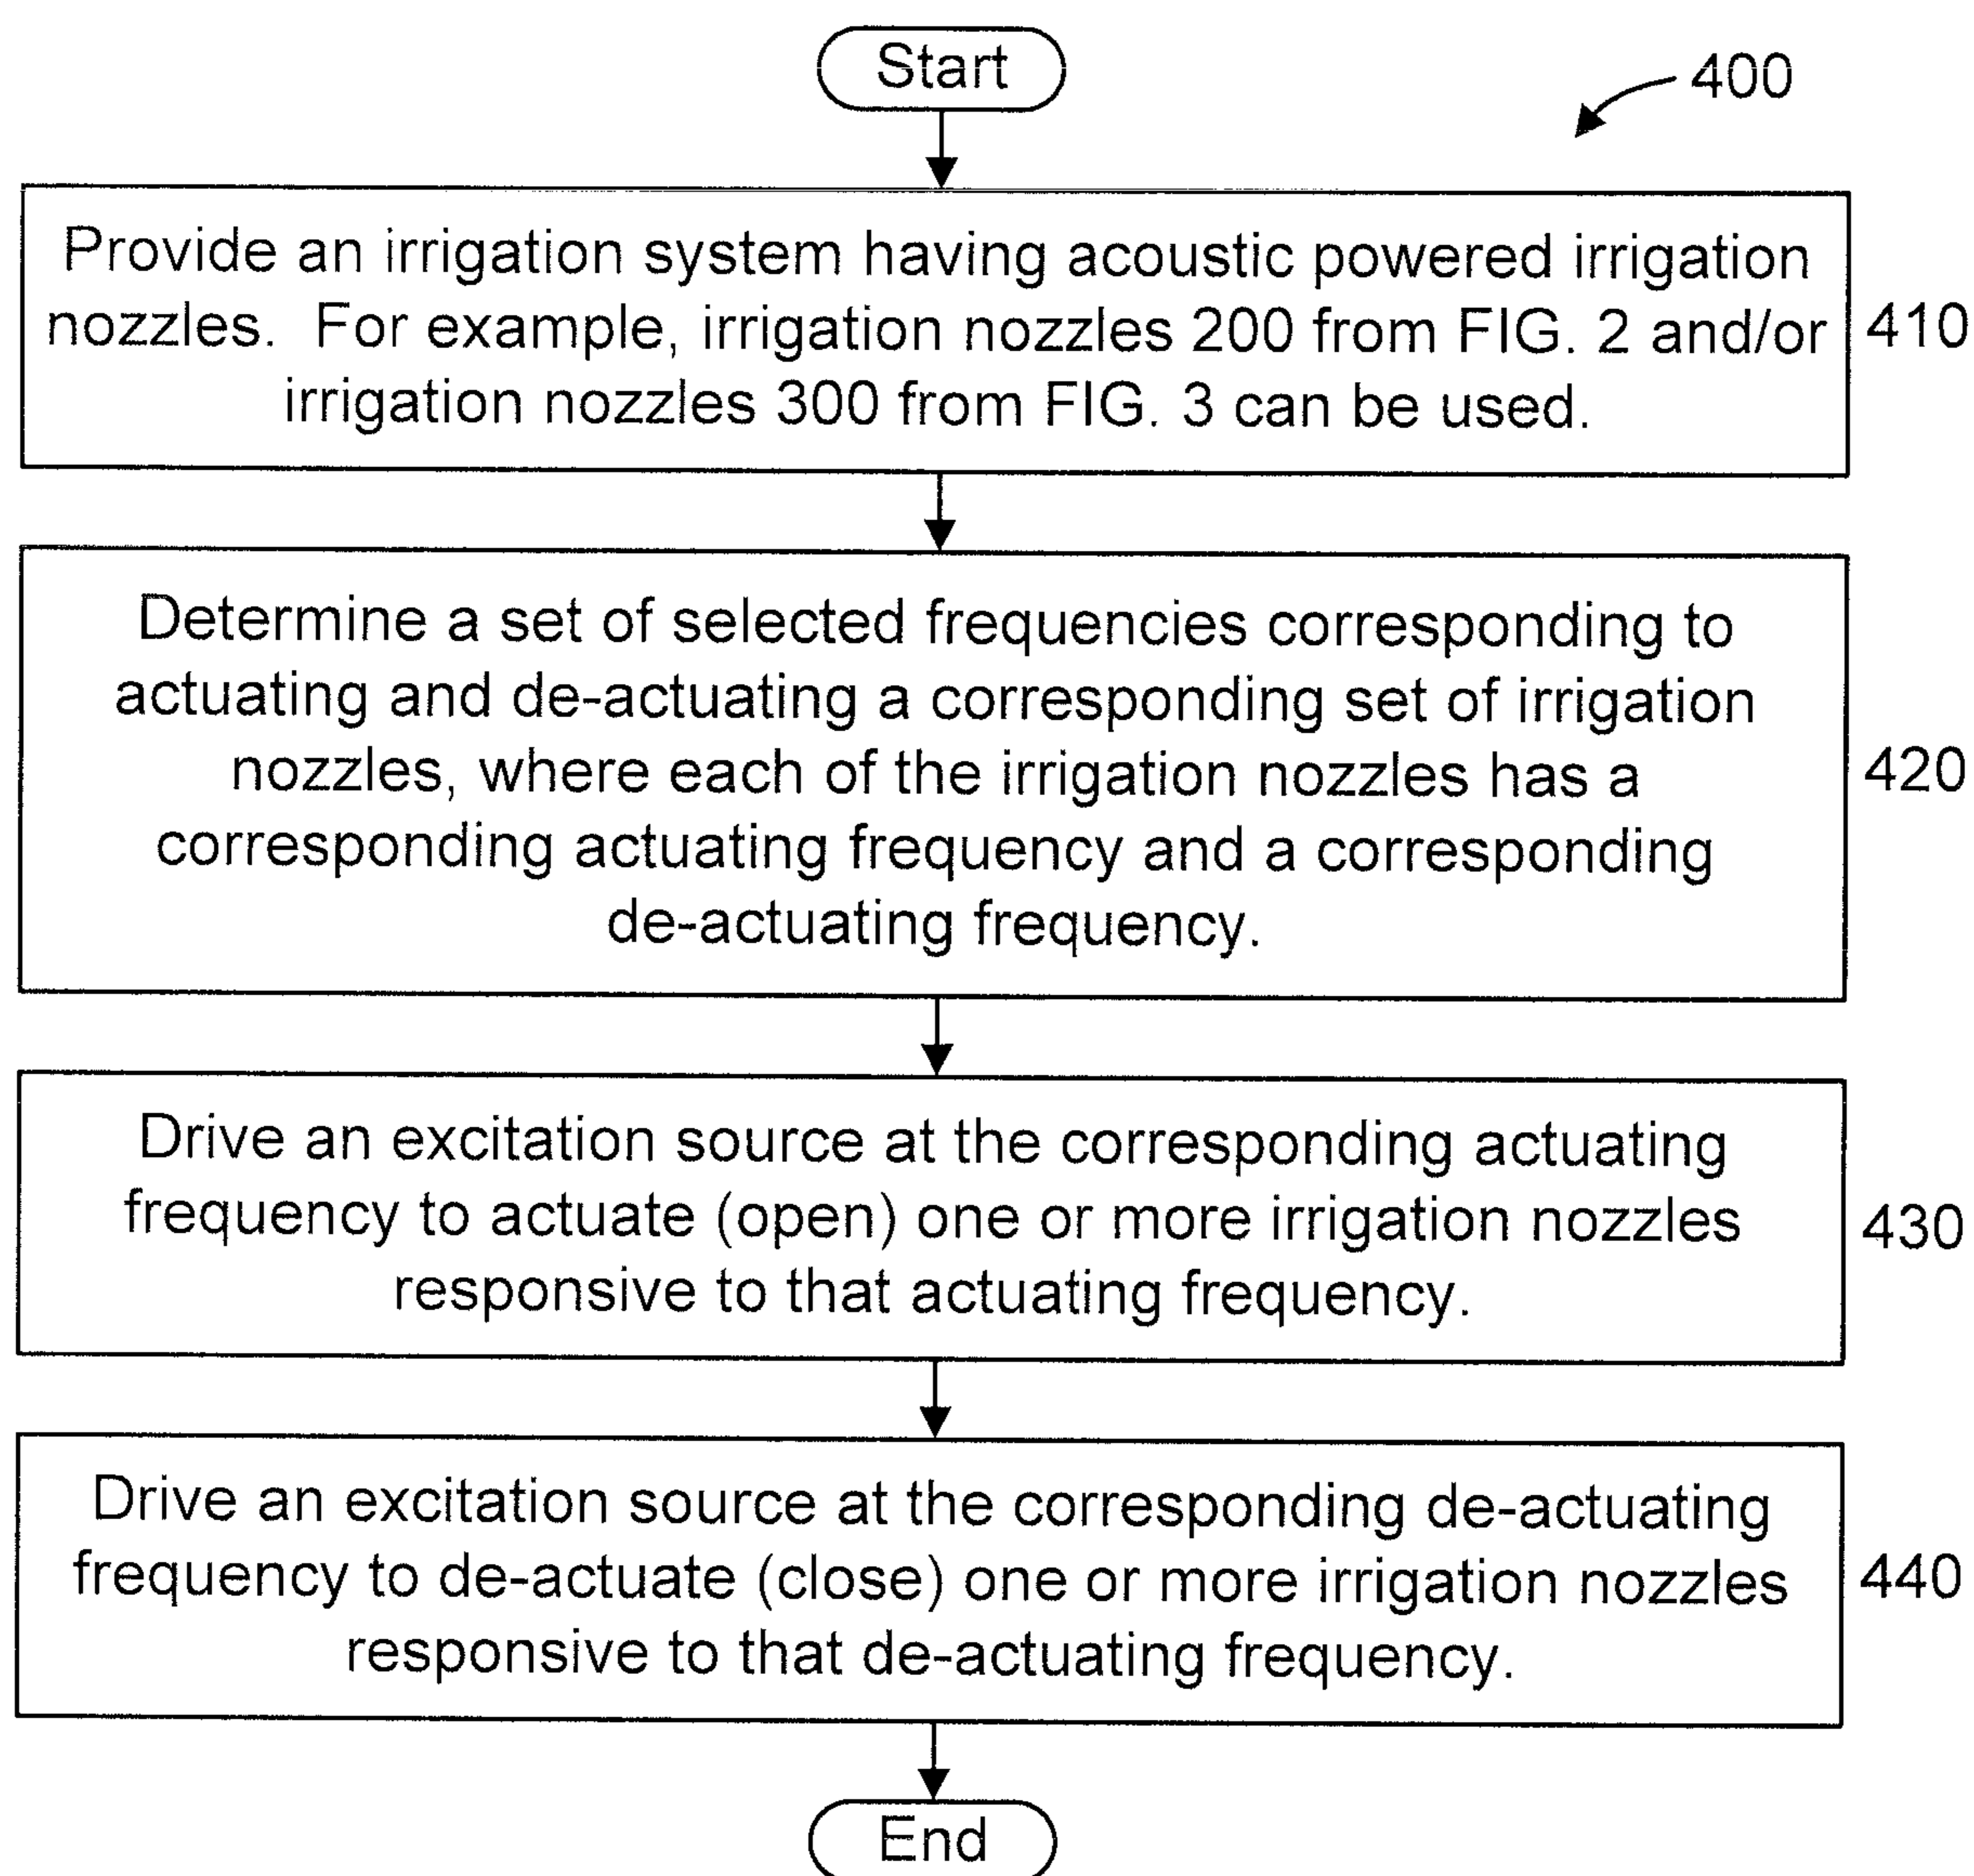 Start
400
Provide an irrigation system having acoustic powered irrigation
nozzles. For example, irrigation nozzles 200 from FIG. 2 and/or
irrigation nozzles 300 from FIG. 3 can be used.
410
Determine a set of selected frequencies corresponding to
actuating and de-actuating a corresponding set of irrigation
nozzles, where each of the irrigation nozzles has a
corresponding actuating frequency and a corresponding
de-actuating frequency.
420
Drive an excitation source at the corresponding actuating
frequency to actuate (open) one or more irrigation nozzles
responsive to that actuating frequency.
430
Drive an excitation source at the corresponding de-actuating
frequency to de-actuate (close) one or more irrigation nozzles
responsive to that de-actuating frequency.
440
End